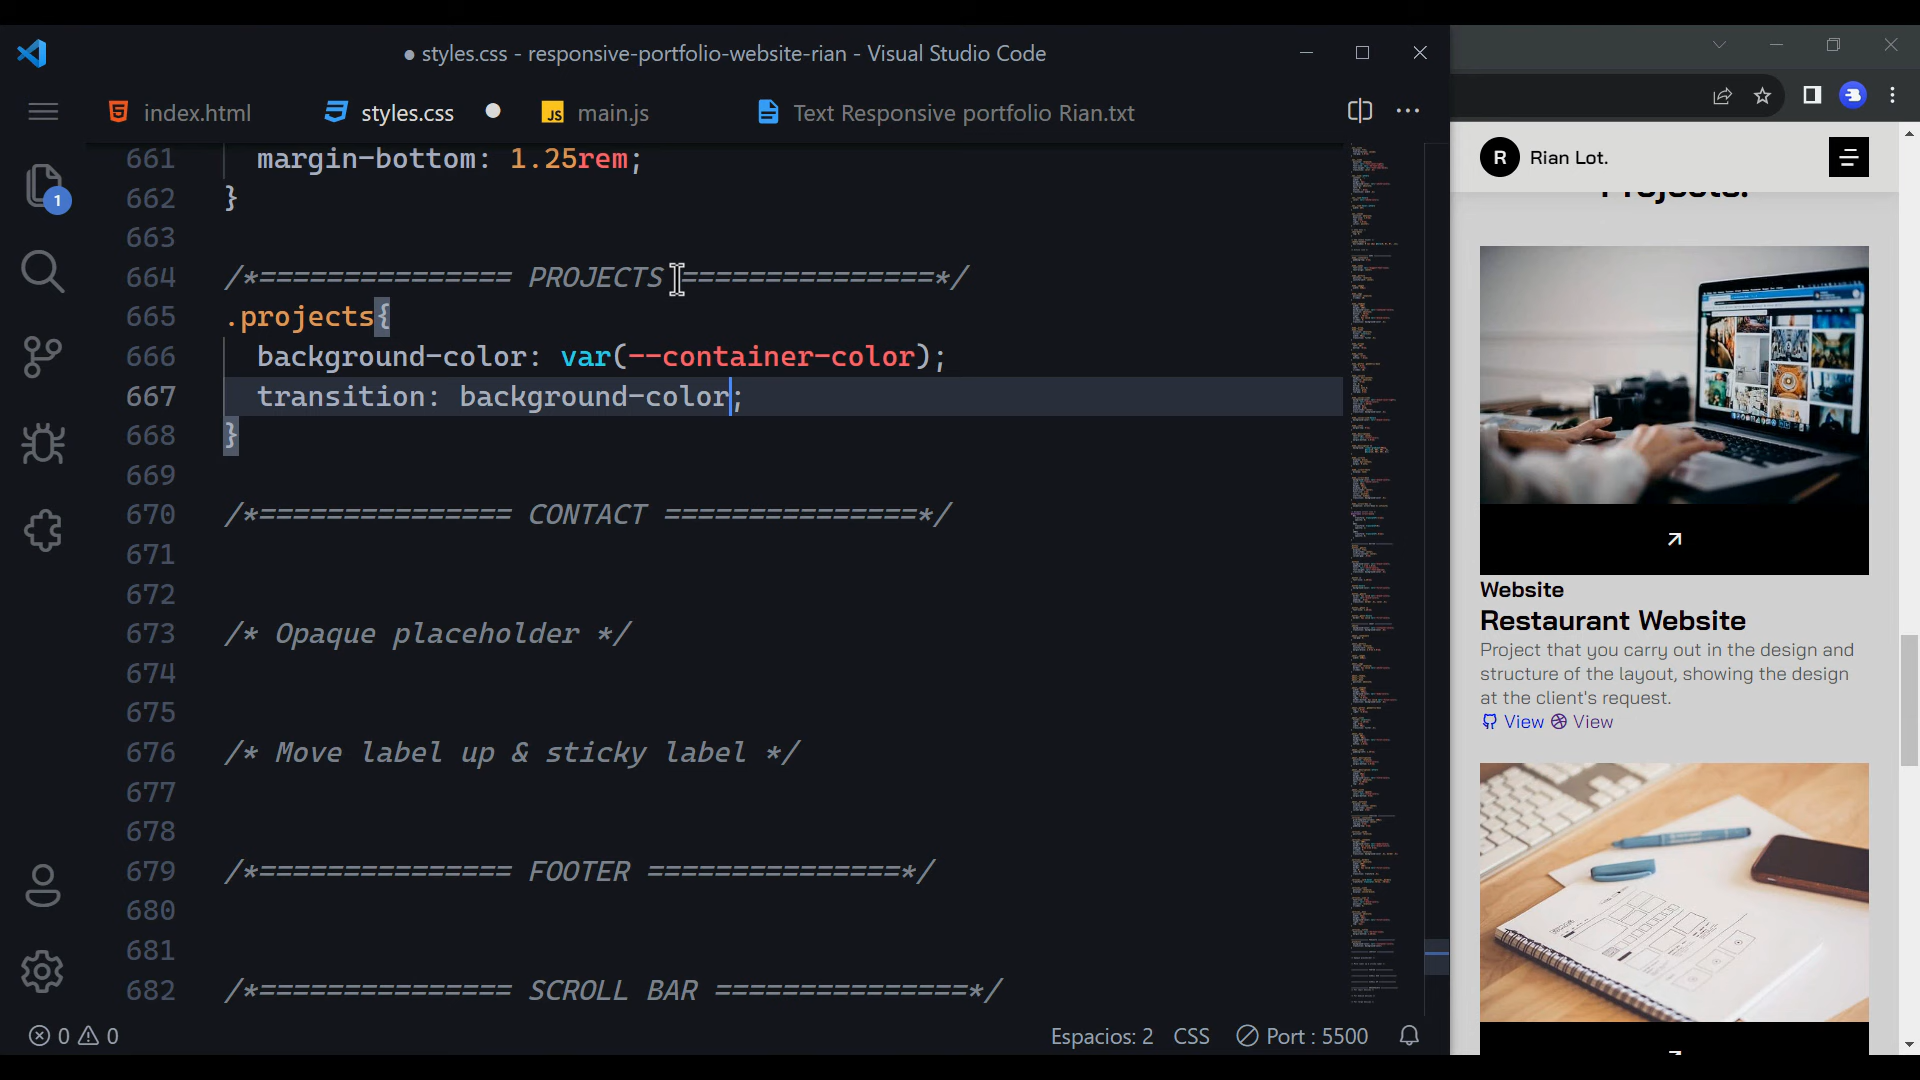 ● styles.css - responsive-portfolio-website-rian - Visual Studio Code
index.html
styles.css
JS main.js
Text Responsive portfolio Rian.txt
1
661 margin-bottom: 1.25rem;
662 }
663
664 /*=============== PROJECTS ===============*/
665 .projects{
666 background-color: var(--container-color);
667 transition: background-color;
668 }
669
670 /*=============== CONTACT ===============*/
671
672
673 /* Opaque placeholder */
674
675
676 /* Move label up & sticky label */
677
678
679 /*=============== FOOTER ===============*/
680
681
682 /*=============== SCROLL BAR ===============*/
0 0
Espacios: 2 CSS Port : 5500
R Rian Lot.
Projects.
Website
Restaurant Website
Project that you carry out in the design and
structure of the layout, showing the design
at the client's request.
View View